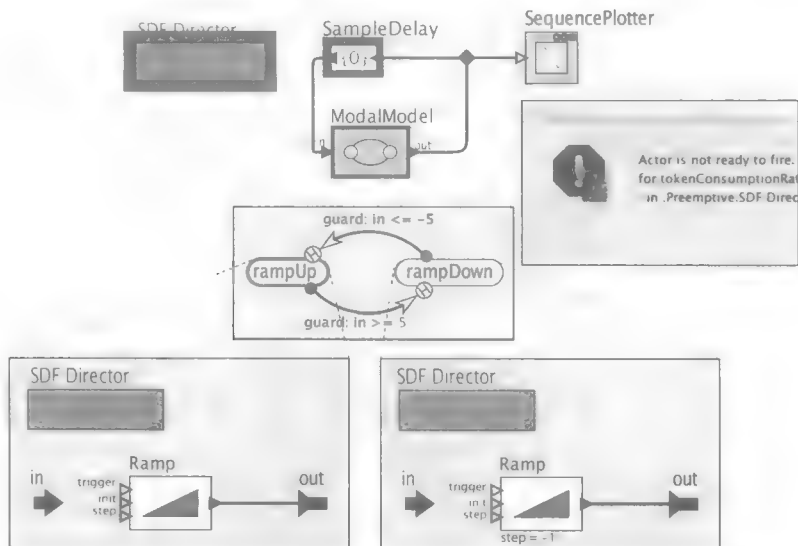 SDF Director
SampleDelay
SequencePlotter
ModalModel
out
Actor is not ready to fire.
for tokenConsumptionRat
in .Preemptive.SDF Direc
guard: in <= -5
rampUp
rampDown
guard: in >= 5
SDF Director
Ramp
in
trigger
init
step
out
SDF Director
Ramp
in
trigger
init
step
out
step = -1